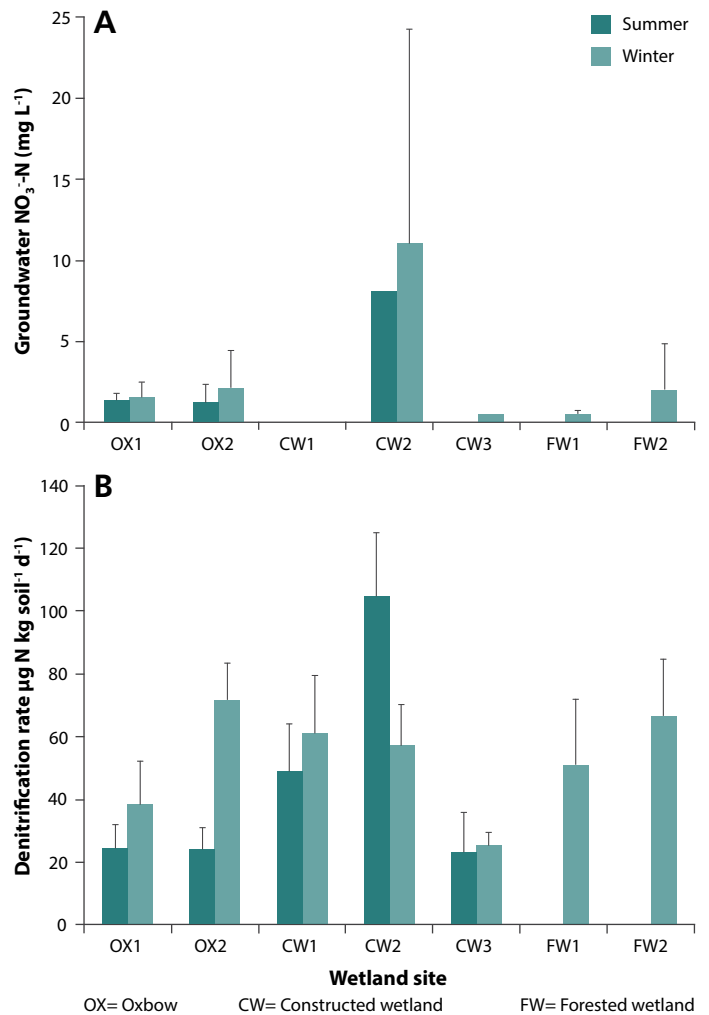 A
Summer
Winter
Groundwater NO₃⁻-N (mg L⁻¹)
25
20
15
10
5
0
OX1 OX2 CW1 CW2 CW3 FW1 FW2
B
Denitrification rate µg N kg soil⁻¹ d⁻¹)
140
120
100
80
60
40
20
0
OX1 OX2 CW1 CW2 CW3 FW1 FW2
Wetland site
OX= Oxbow CW= Constructed wetland FW= Forested wetland